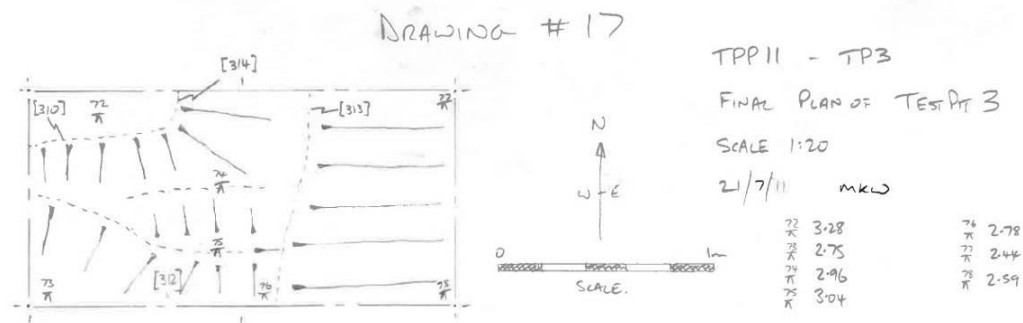 DRAWING # 17
TPP11 - TP3
FINAL PLAN OF TEST PIT 3
SCALE 1:20
21/7/11 MKW
[314]
[310]
72
[313]
77
74
75
[312]
73
76
78
N
W - E
0 1m
SCALE.
72 3.28
73 2.75
74 2.96
75 3.04
76 2.78
77 2.44
78 2.59